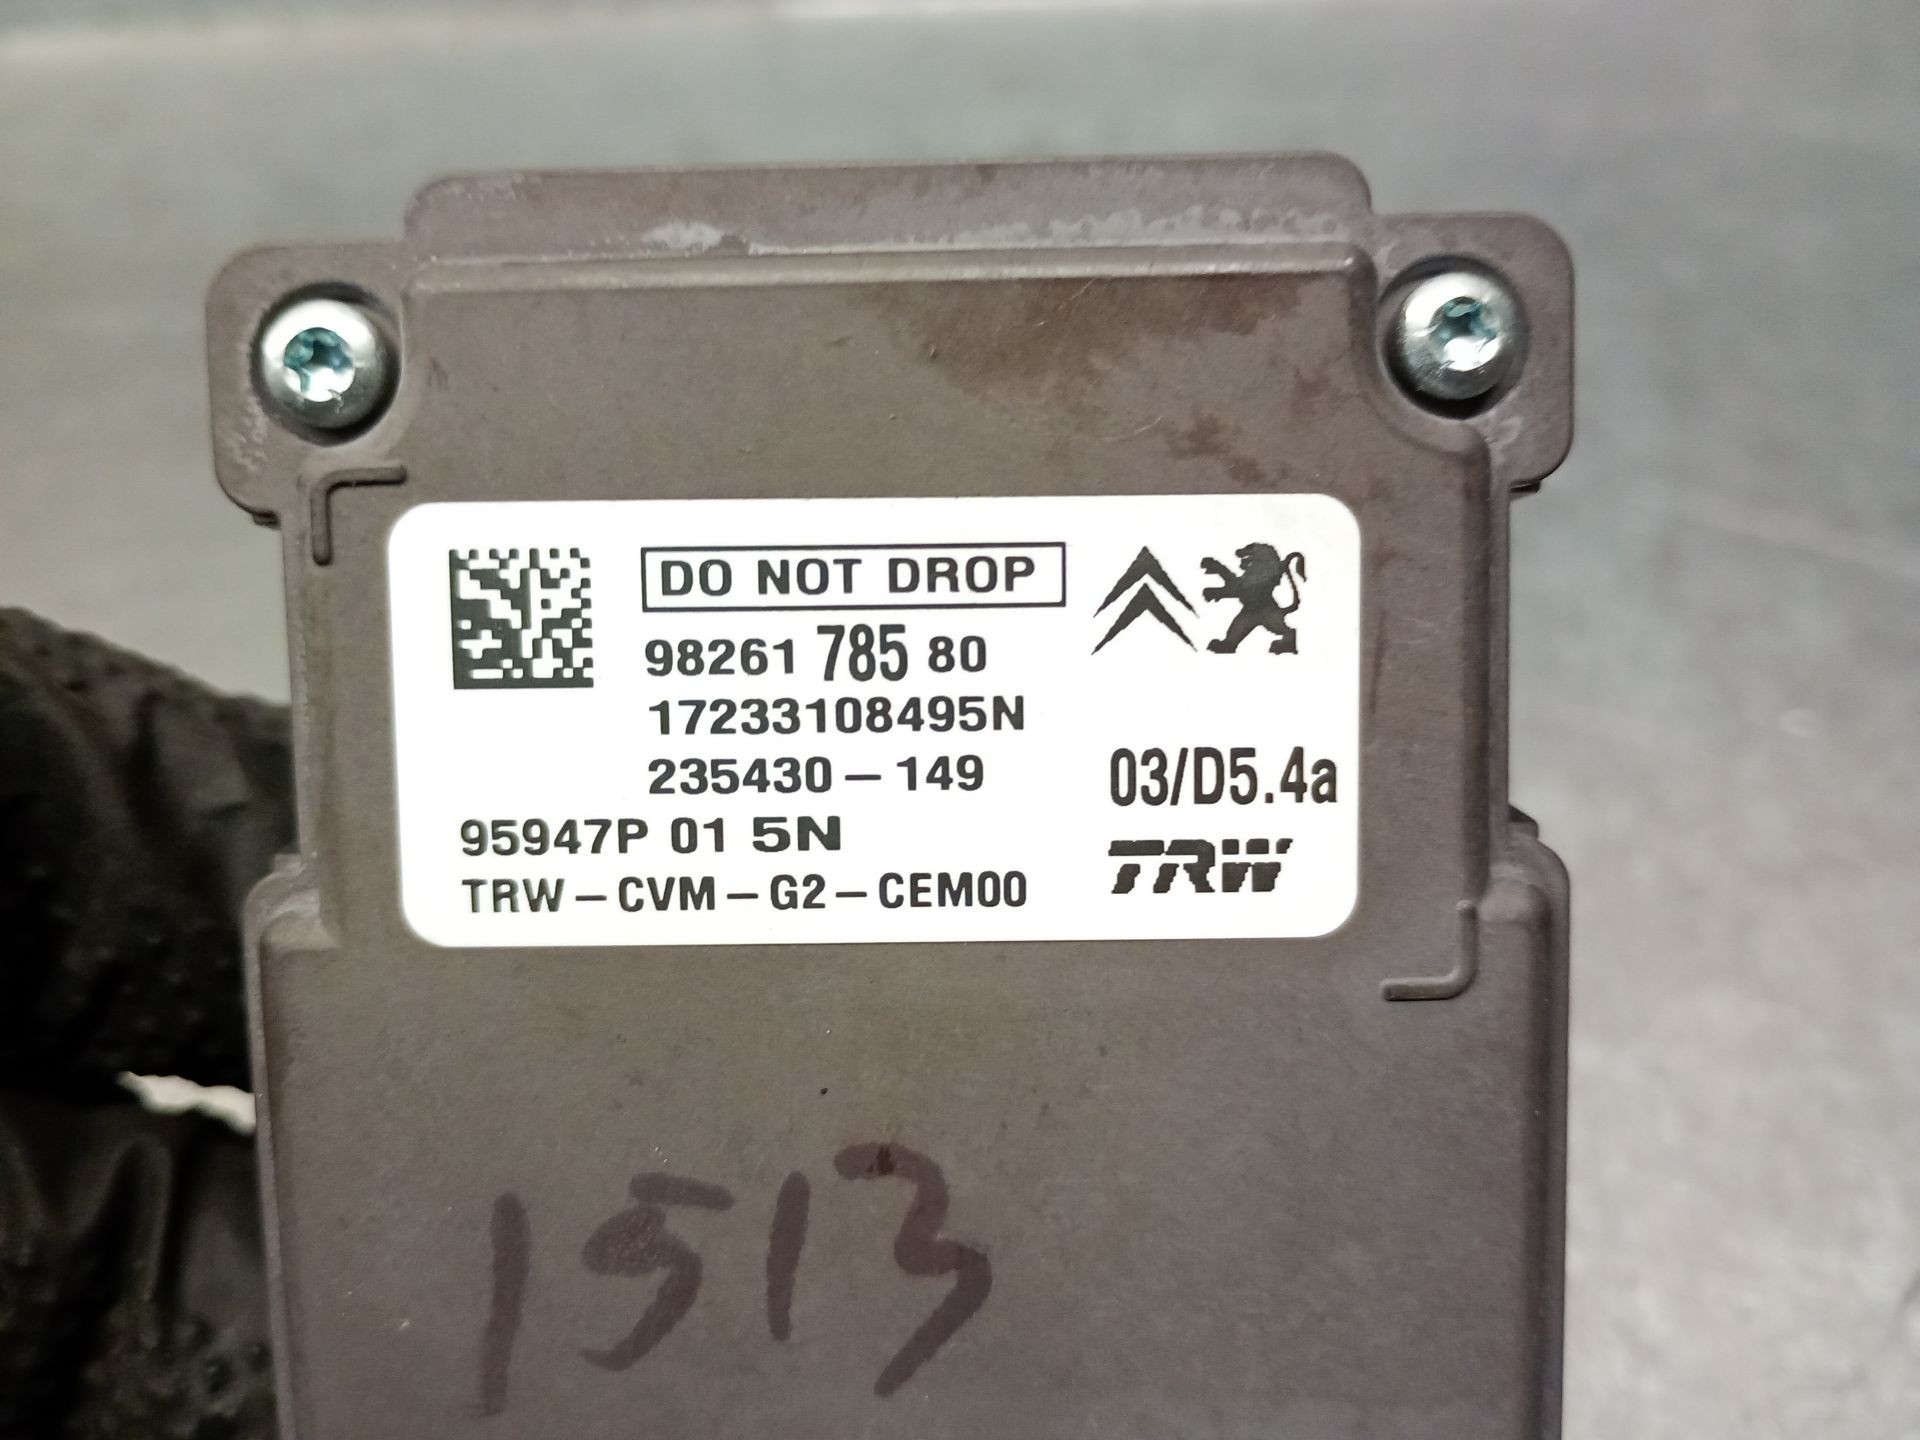 DO NOT DROP
98261 785 80
17233108495N
235430-149
03/D5.4a
95947P 01 5N
TRW-CVM-G2-CEM00
TRW
1513